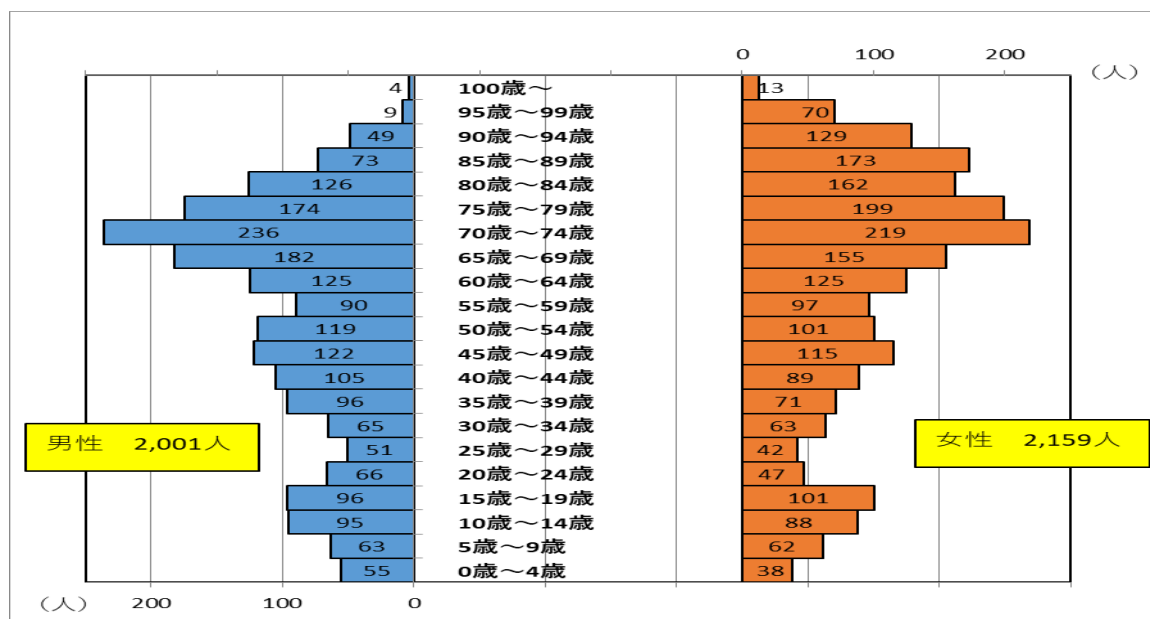 0 100 200
(人)
4 100歳～ 13
9 95歳～99歳 70
49 90歳～94歳 129
73 85歳～89歳 173
126 80歳～84歳 162
174 75歳～79歳 199
236 70歳～74歳 219
182 65歳～69歳 155
125 60歳～64歳 125
90 55歳～59歳 97
119 50歳～54歳 101
122 45歳～49歳 115
105 40歳～44歳 89
96 35歳～39歳 71
65 30歳～34歳 63
男性 2,001人
女性 2,159人
51 25歳～29歳 42
66 20歳～24歳 47
96 15歳～19歳 101
95 10歳～14歳 88
63 5歳～9歳 62
55 0歳～4歳 38
(人) 200 100 0